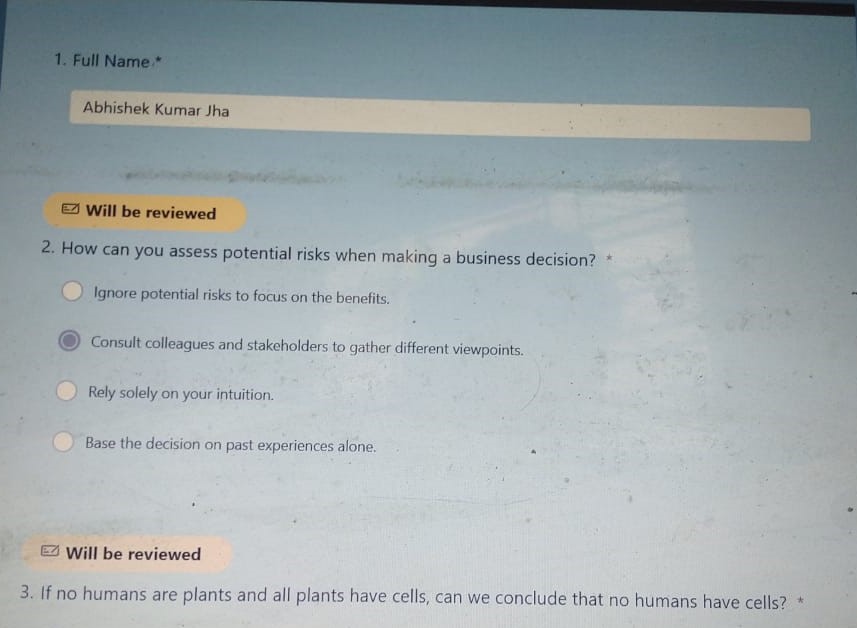 1. Full Name *
Abhishek Kumar Jha
Will be reviewed
2. How can you assess potential risks when making a business decision? *
Ignore potential risks to focus on the benefits.
Consult colleagues and stakeholders to gather different viewpoints.
Rely solely on your intuition.
Base the decision on past experiences alone.
Will be reviewed
3. If no humans are plants and all plants have cells, can we conclude that no humans have cells? *